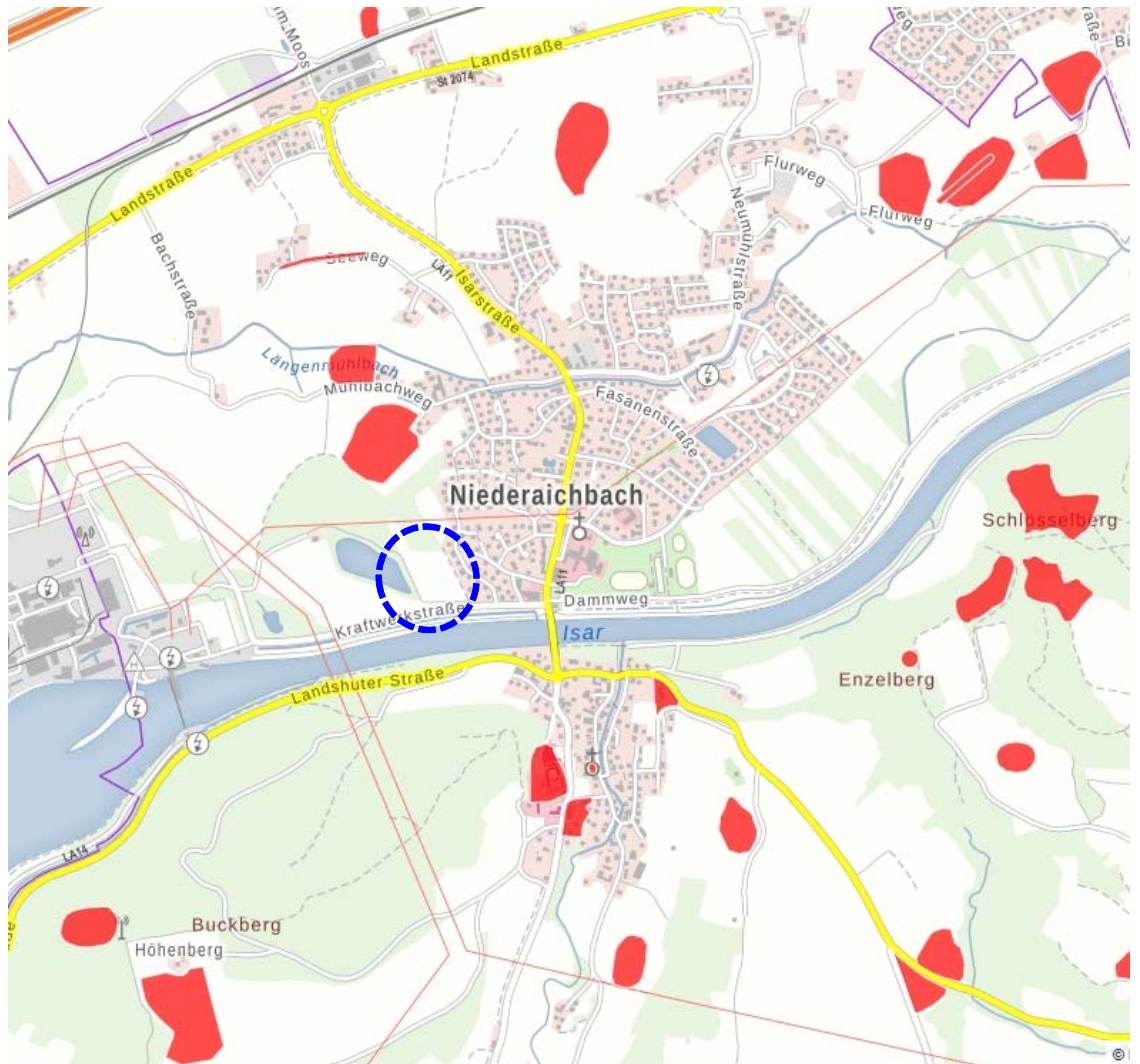 Landstraße
St 2074
Landstraße
Flurweg
Flurweg
Neumühlstraße
Bachstraße
Seeweg
LA11
Isarstraße
Längenmühlbach
Mühlbachweg
Fasanenstraße
Niederaichbach
Schlösselberg
LA11
Dammweg
Kraftwerkstraße
Isar
Landshuter Straße
Enzelberg
LA14
Buckberg
Höhenberg
©